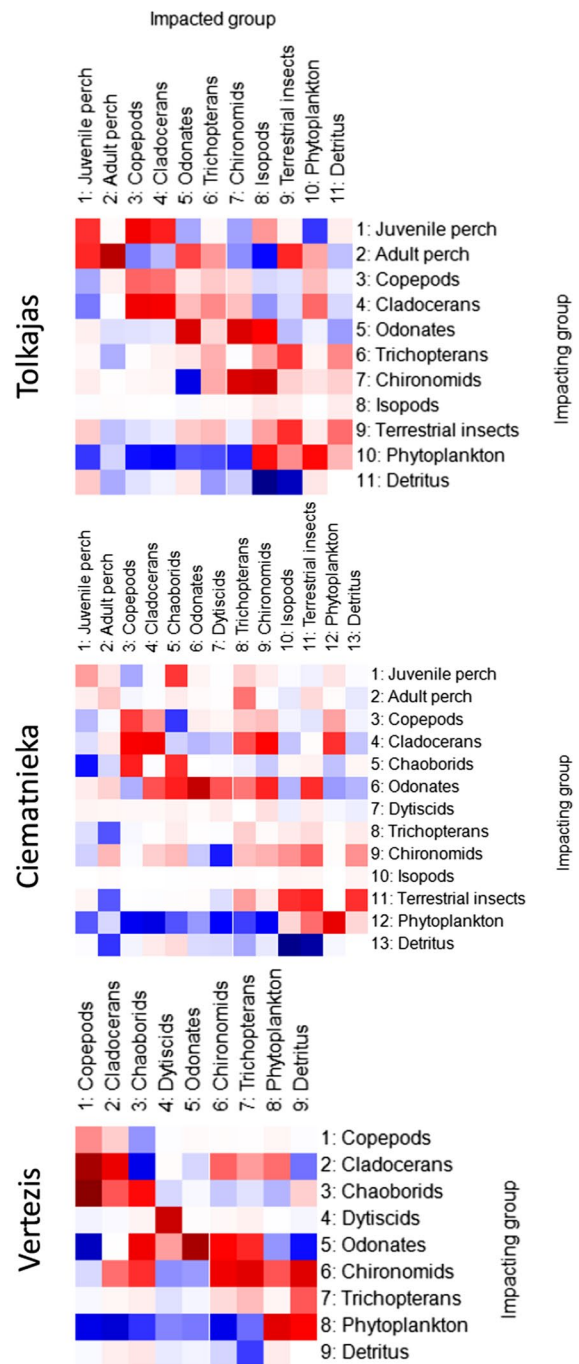 Impacted group
1: Juvenile perch
2: Adult perch
3: Copepods
4: Cladocerans
5: Odonates
6: Trichopterans
7: Chironomids
8: Isopods
9: Terrestrial insects
10: Phytoplankton
11: Detritus
Tolkajas
1: Juvenile perch
2: Adult perch
3: Copepods
4: Cladocerans
5: Odonates
6: Trichopterans
7: Chironomids
8: Isopods
9: Terrestrial insects
10: Phytoplankton
11: Detritus
Impacting group
1: Juvenile perch
2: Adult perch
3: Copepods
4: Cladocerans
5: Chaoborids
6: Odonates
7: Dytiscids
8: Trichopterans
9: Chironomids
10: Isopods
11: Terrestrial insects
12: Phytoplankton
13: Detritus
Ciematnieka
1: Juvenile perch
2: Adult perch
3: Copepods
4: Cladocerans
5: Chaoborids
6: Odonates
7: Dytiscids
8: Trichopterans
9: Chironomids
10: Isopods
11: Terrestrial insects
12: Phytoplankton
13: Detritus
Impacting group
1: Copepods
2: Cladocerans
3: Chaoborids
4: Dytiscids
5: Odonates
6: Chironomids
7: Trichopterans
8: Phytoplankton
9: Detritus
Vertezis
1: Copepods
2: Cladocerans
3: Chaoborids
4: Dytiscids
5: Odonates
6: Chironomids
7: Trichopterans
8: Phytoplankton
9: Detritus
Impacting group